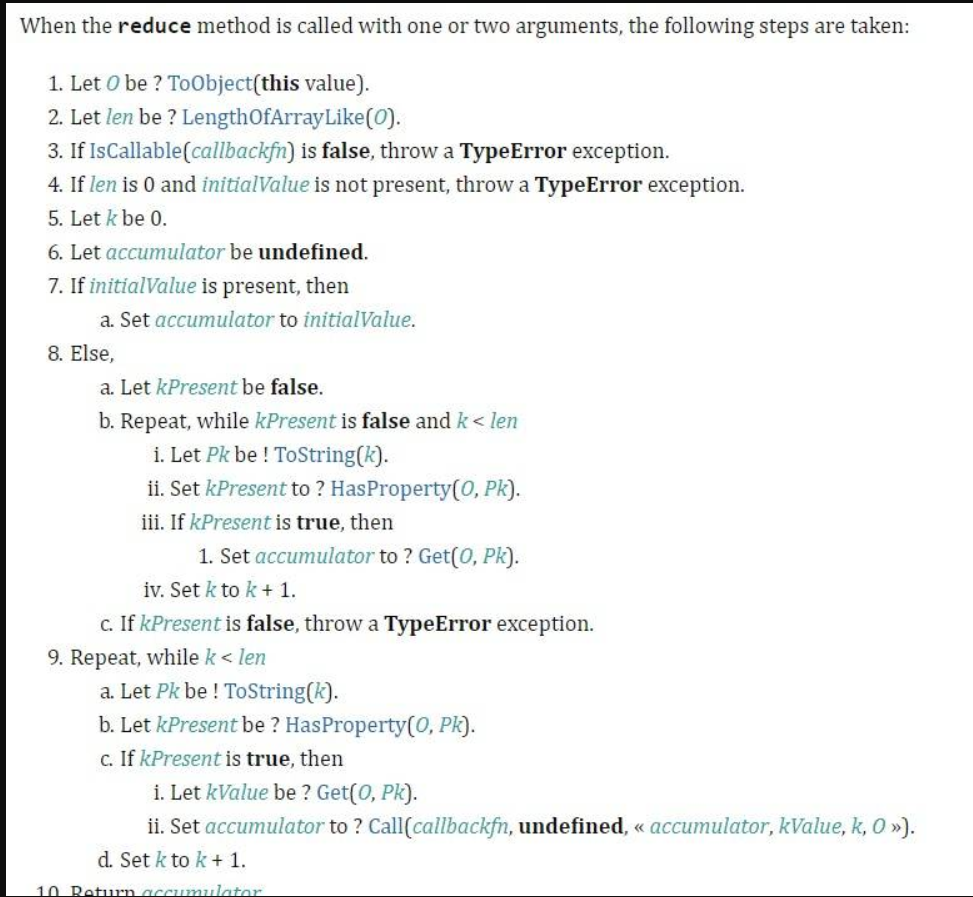 When the reduce method is called with one or two arguments, the following steps are taken:
1. Let O be ? ToObject(this value).
2. Let len be ? LengthOfArrayLike(O).
3. If IsCallable(callbackfn) is false, throw a TypeError exception.
4. If len is 0 and initialValue is not present, throw a TypeError exception.
5. Let k be 0.
6. Let accumulator be undefined.
7. If initialValue is present, then
a. Set accumulator to initialValue.
8. Else,
a. Let kPresent be false.
b. Repeat, while kPresent is false and k < len
i. Let Pk be ! ToString(k).
ii. Set kPresent to ? HasProperty(O, Pk).
iii. If kPresent is true, then
1. Set accumulator to ? Get(O, Pk).
iv. Set k to k + 1.
c. If kPresent is false, throw a TypeError exception.
9. Repeat, while k < len
a. Let Pk be ! ToString(k).
b. Let kPresent be ? HasProperty(O, Pk).
c. If kPresent is true, then
i. Let kValue be ? Get(O, Pk).
ii. Set accumulator to ? Call(callbackfn, undefined, « accumulator, kValue, k, O »).
d. Set k to k + 1.
10. Return accumulator